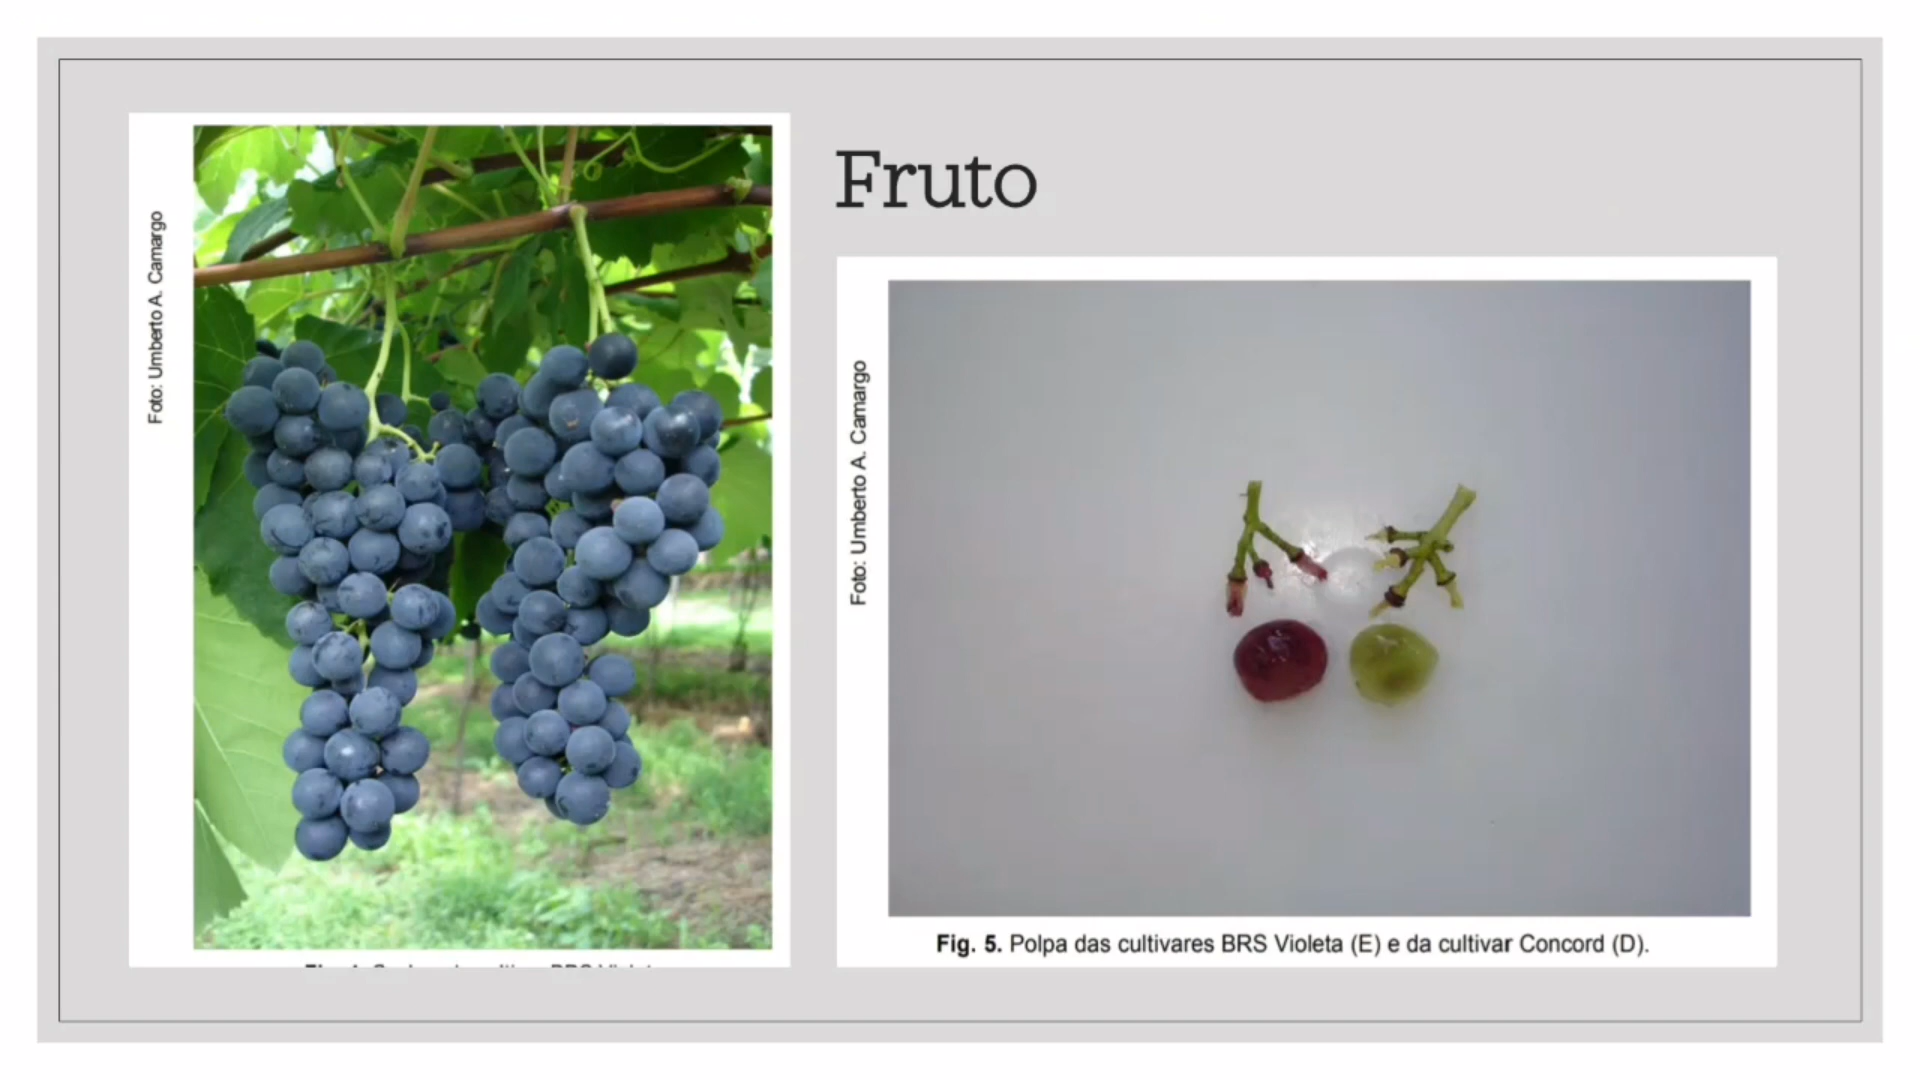 Fruto
Foto: Umberto A. Camargo
Foto: Umberto A. Camargo
Fig. 5. Polpa das cultivares BRS Violeta (E) e da cultivar Concord (D).